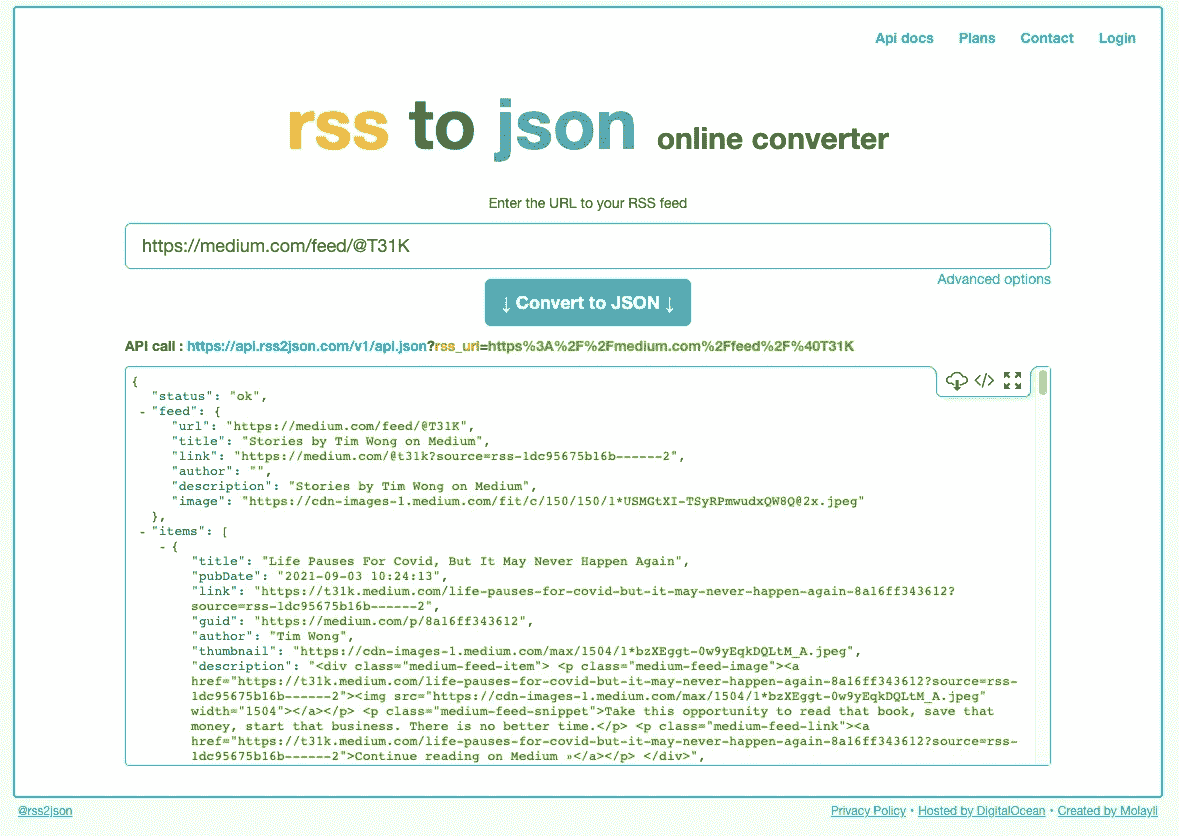 Api docs Plans Contact Login
rss to json online converter
Enter the URL to your RSS feed
https://medium.com/feed/@T31K
Advanced options
↓ Convert to JSON ↓
API call : https://api.rss2json.com/v1/api.json?rss_url=https%3A%2F%2Fmedium.com%2Ffeed%2F%40T31K
{
"status": "ok",
- "feed": {
"url": "https://medium.com/feed/@T31K",
"title": "Stories by Tim Wong on Medium",
"link": "https://medium.com/@t31k?source=rss-1dc95675b16b------2",
"author": "",
"description": "Stories by Tim Wong on Medium",
"image": "https://cdn-images-1.medium.com/fit/c/150/150/1*USMGtXI-TSyRPmwudxQW8Q@2x.jpeg"
},
- "items": [
- {
"title": "Life Pauses For Covid, But It May Never Happen Again",
"pubDate": "2021-09-03 10:24:13",
"link": "https://t31k.medium.com/life-pauses-for-covid-but-it-may-never-happen-again-8a16ff343612?
source=rss-1dc95675b16b------2",
"guid": "https://medium.com/p/8a16ff343612",
"author": "Tim Wong",
"thumbnail": "https://cdn-images-1.medium.com/max/1504/1*bzXEggt-0w9yEqkDQLtM_A.jpeg",
"description": "<div class="medium-feed-item"> <p class="medium-feed-image"><a
href="https://t31k.medium.com/life-pauses-for-covid-but-it-may-never-happen-again-8a16ff343612?source=rss-
1dc95675b16b------2"><img src="https://cdn-images-1.medium.com/max/1504/1*bzXEggt-0w9yEqkDQLtM_A.jpeg"
width="1504"></a></p> <p class="medium-feed-snippet">Take this opportunity to read that book, save that
money, start that business. There is no better time.</p> <p class="medium-feed-link"><a
href="https://t31k.medium.com/life-pauses-for-covid-but-it-may-never-happen-again-8a16ff343612?source=rss-
1dc95675b16b------2">Continue reading on Medium »</a></p> </div>",
@rss2json Privacy Policy • Hosted by DigitalOcean • Created by Molayli